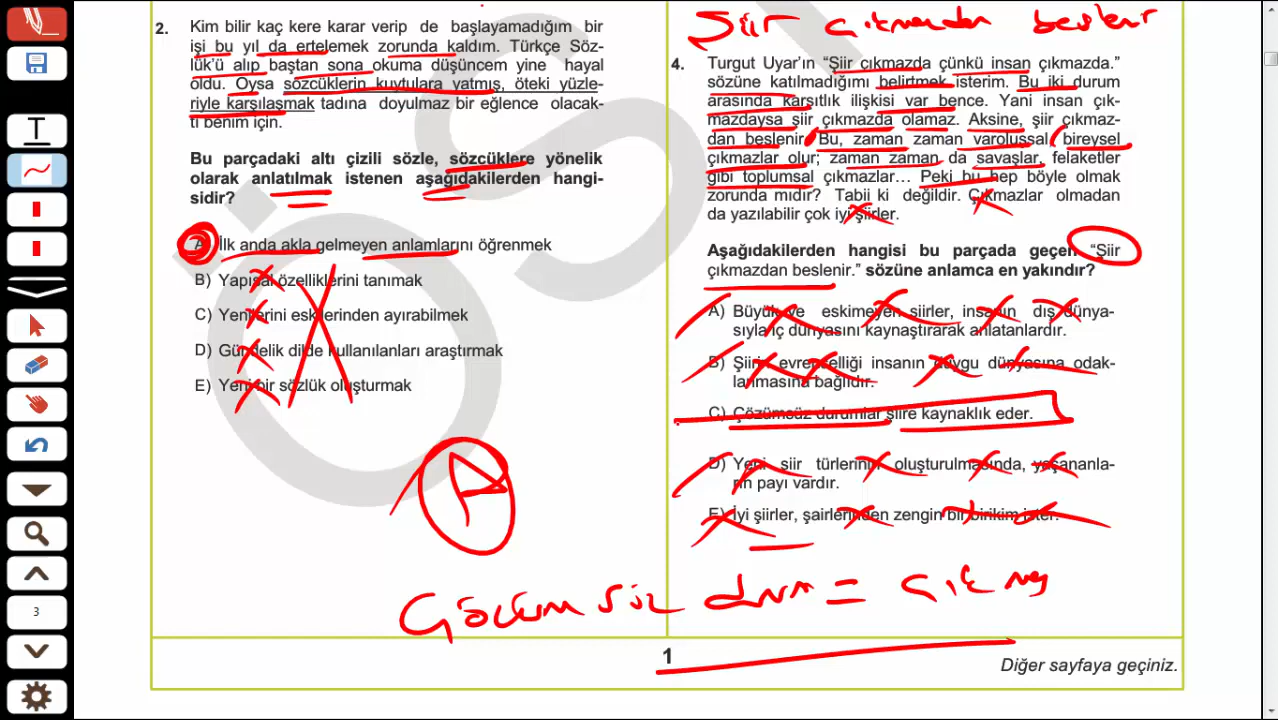 2. Kim bilir kaç kere karar verip de başlayamadığım bir
işi bu yıl da ertelemek zorunda kaldım. Türkçe Söz-
lük'ü alıp baştan sona okuma düşüncem yine hayal
oldu. Oysa sözcüklerin kuytulara yatmış, öteki yüzle-
riyle karşılaşmak tadına doyulmaz bir eğlence olacak-
tı benim için.
Bu parçadaki altı çizili sözle, sözcüklere yönelik
olarak anlatılmak istenen aşağıdakilerden hangi-
sidir?
A) İlk anda akla gelmeyen anlamlarını öğrenmek
B) Yapısal özelliklerini tanımak
C) Yenilerini eskilerinden ayırabilmek
D) Gündelik dilde kullanılanları araştırmak
E) Yeni bir sözlük oluşturmak
A
Şiir çıkmazdan beslenir
4. Turgut Uyar'ın “Şiir çıkmazda çünkü insan çıkmazda.”
sözüne katılmadığımı belirtmek isterim. Bu iki durum
arasında karşıtlık ilişkisi var bence. Yani insan çık-
mazdaysa şiir çıkmazda olamaz. Aksine, şiir çıkmaz-
dan beslenir. Bu, zaman zaman varoluşsal, bireysel
çıkmazlar olur; zaman zaman da savaşlar, felaketler
gibi toplumsal çıkmazlar… Peki bu hep böyle olmak
zorunda mıdır? Tabii ki değildir. Çıkmazlar olmadan
da yazılabilir çok iyi şiirler.
Aşağıdakilerden hangisi bu parçada geçen “Şiir
çıkmazdan beslenir.” sözüne anlamca en yakındır?
A) Büyük ve eskimeyen şiirler, insanın dış dünya-
sıyla iç dünyasını kaynaştırarak anlatanlardır.
B) Şiirin evrenselliği insanın duygu dünyasına odak-
lanmasına bağlıdır.
C) Çözümsüz durumlar şiire kaynaklık eder.
D) Yeni şiir türlerinin oluşturulmasında, yaşananla-
rın payı vardır.
E) İyi şiirler, şairlerinden zengin bir birikim ister.
Çözümsüz durm = çıkmz
1
Diğer sayfaya geçiniz.
T
3